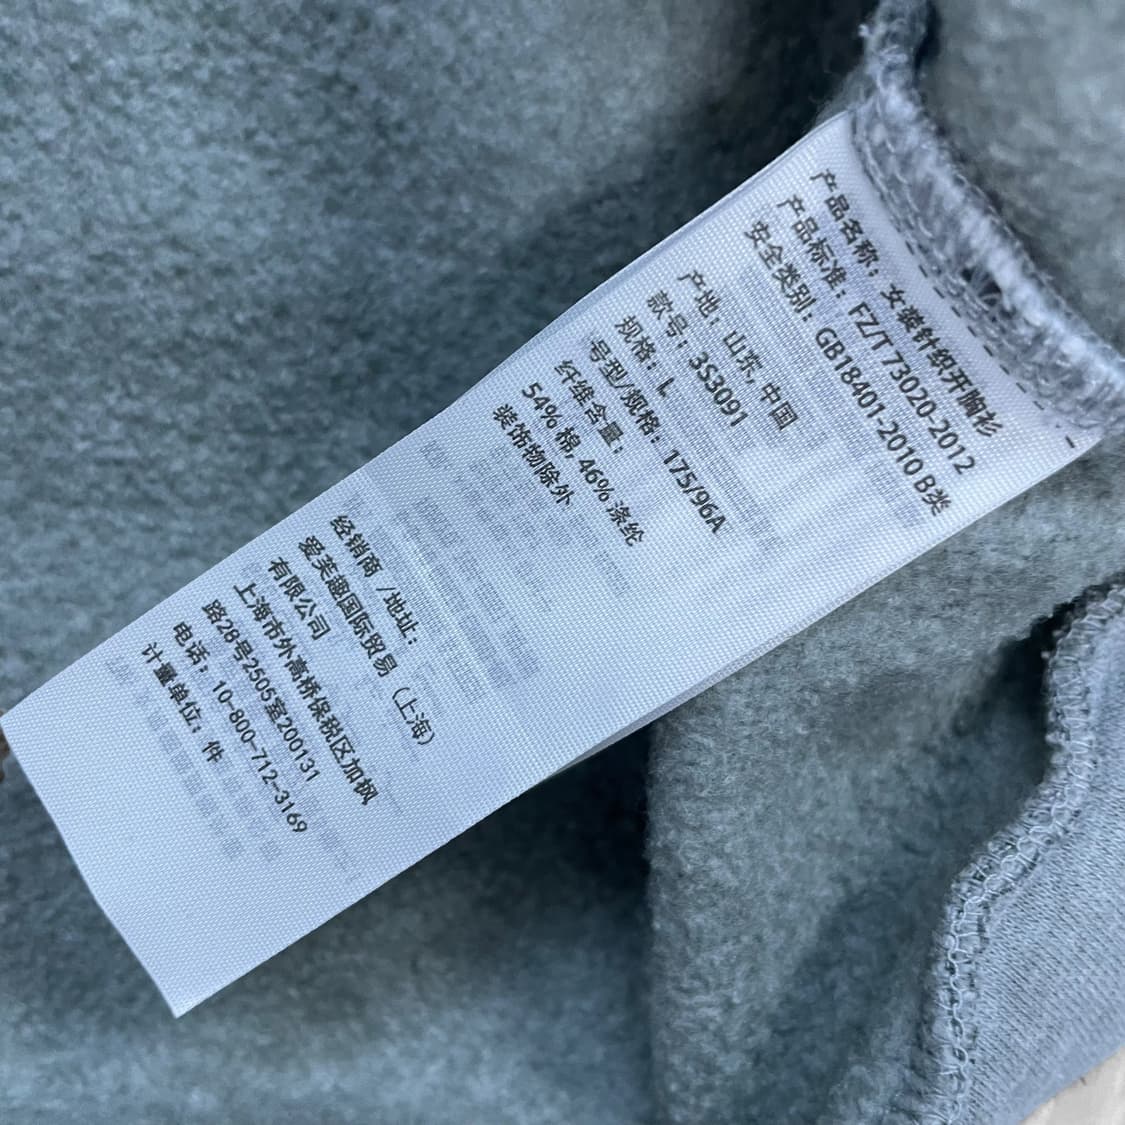 产品名称：女装针织开胸衫
产品标准：FZ/T 73020-2012
安全类别：GB18401-2010 B类
产地：山东, 中国
款号：3S3091
规格：L
号型/规格：175/96A
纤维含量：
54% 棉, 46% 涤纶
装饰物除外
经销商 /地址：
爱芙趣国际贸易（上海）
有限公司
上海市外高桥保税区加枫
路28号2505室200131
电话：10-800-712-3169
计量单位：件